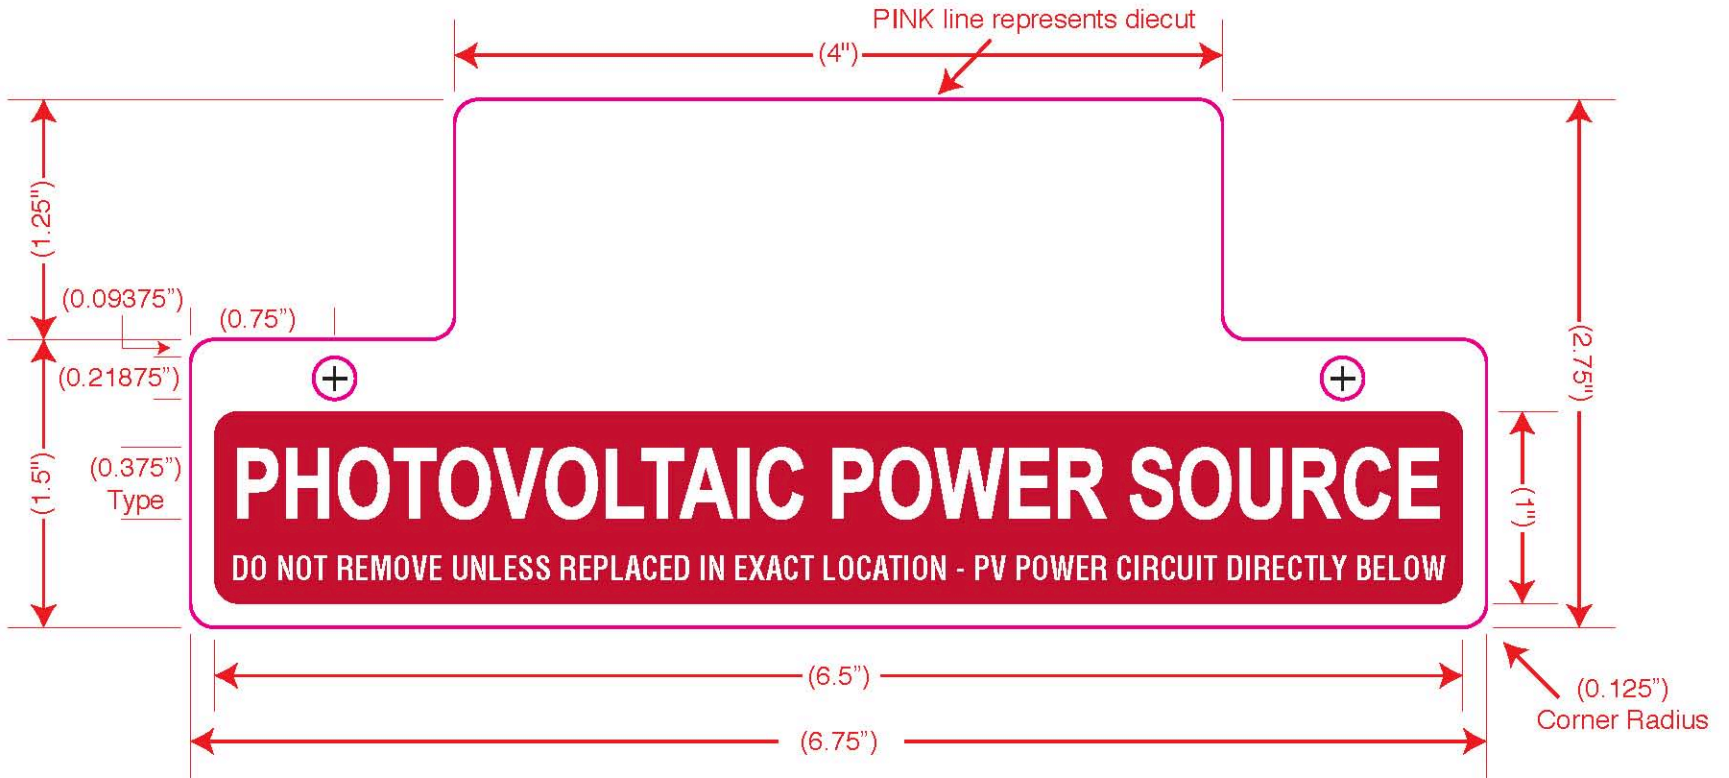 PINK line represents diecut
(4")
(1.25")
(0.09375”)
(0.75”)
(0.21875”)
(2.75")
(1.5")
(0.375”)
Type
PHOTOVOLTAIC POWER SOURCE
DO NOT REMOVE UNLESS REPLACED IN EXACT LOCATION - PV POWER CIRCUIT DIRECTLY BELOW
(1")
(6.5”)
(0.125”)
Corner Radius
(6.75”)